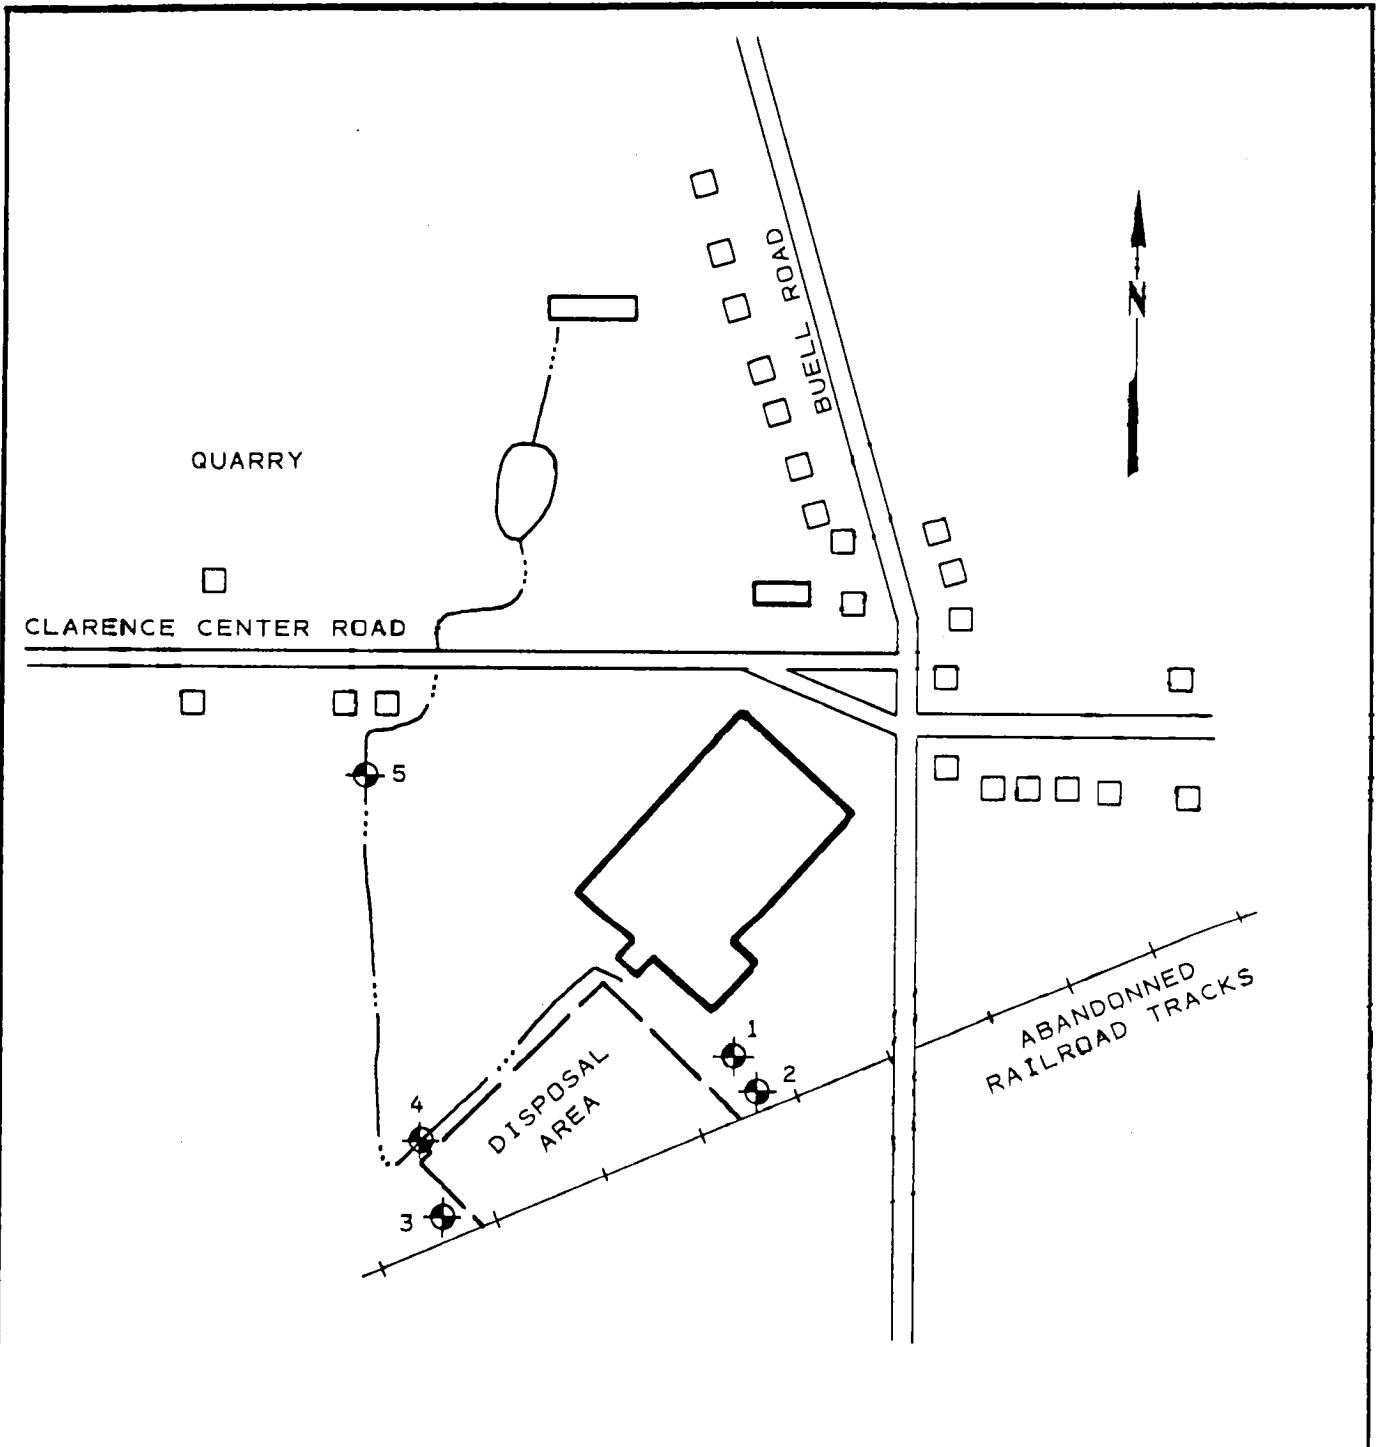 BUELL ROAD
N
QUARRY
CLARENCE CENTER ROAD
5
ABANDONNED
RAILROAD TRACKS
1
2
4
DISPOSAL
AREA
3